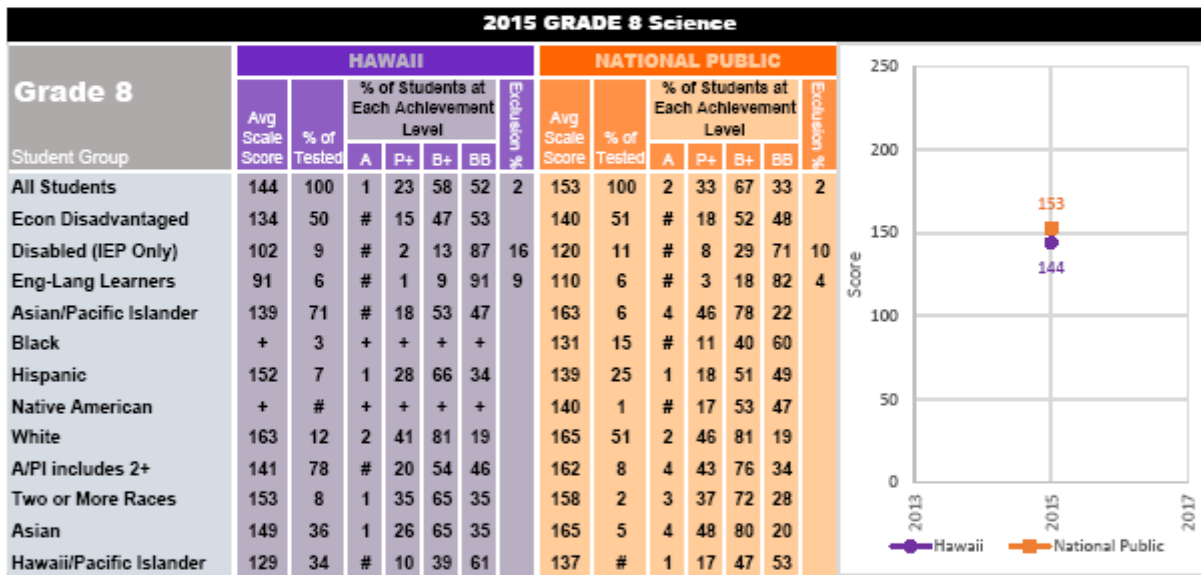 2015 GRADE 8 Science
HAWAII NATIONAL PUBLIC
Grade 8
Student Group
Avg Scale Score
% of Tested
% of Students at Each Achievement Level
A P+ B+ BB
Exclusion %
Avg Scale Score
% of Tested
% of Students at Each Achievement Level
A P+ B+ BB
Exclusion %
All Students 144 100 1 23 58 52 2 153 100 2 33 67 33 2
Econ Disadvantaged 134 50 # 15 47 53 140 51 # 18 52 48
Disabled (IEP Only) 102 9 # 2 13 87 16 120 11 # 8 29 71 10
Eng-Lang Learners 91 6 # 1 9 91 9 110 6 # 3 18 82 4
Asian/Pacific Islander 139 71 # 18 53 47 163 6 4 46 78 22
Black + 3 + + + + 131 15 # 11 40 60
Hispanic 152 7 1 28 66 34 139 25 1 18 51 49
Native American + # + + + + 140 1 # 17 53 47
White 163 12 2 41 81 19 165 51 2 46 81 19
A/PI includes 2+ 141 78 # 20 54 46 162 8 4 43 76 34
Two or More Races 153 8 1 35 65 35 158 2 3 37 72 28
Asian 149 36 1 26 65 35 165 5 4 48 80 20
Hawaii/Pacific Islander 129 34 # 10 39 61 137 # 1 17 47 53
250
200
150
100
50
0
Score
153
144
2013 2015 2017
Hawaii National Public